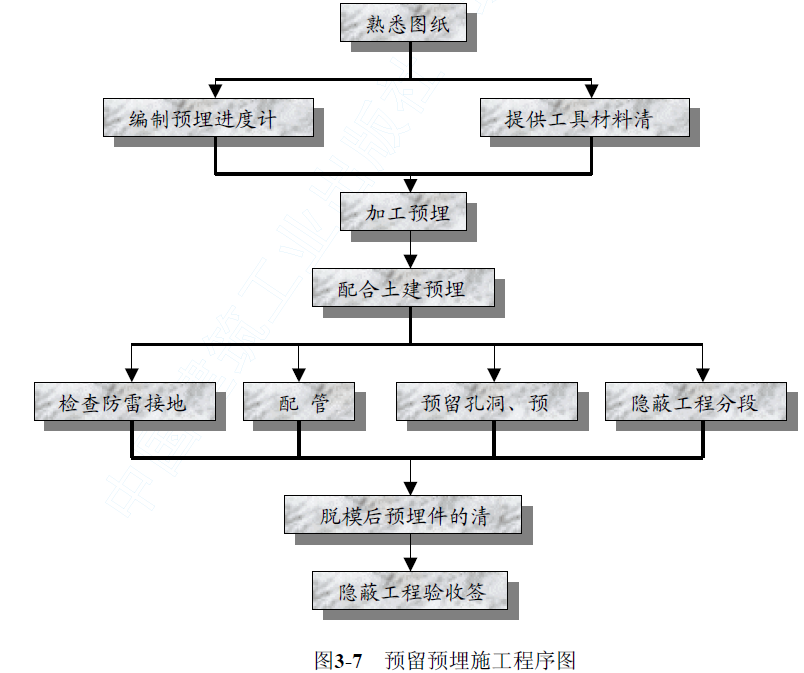 熟悉图纸
编制预埋进度计
提供工具材料清
加工预埋
配合土建预埋
检查防雷接地
配 管
预留孔洞、预
隐蔽工程分段
脱模后预埋件的清
隐蔽工程验收签
图3-7 预留预埋施工程序图